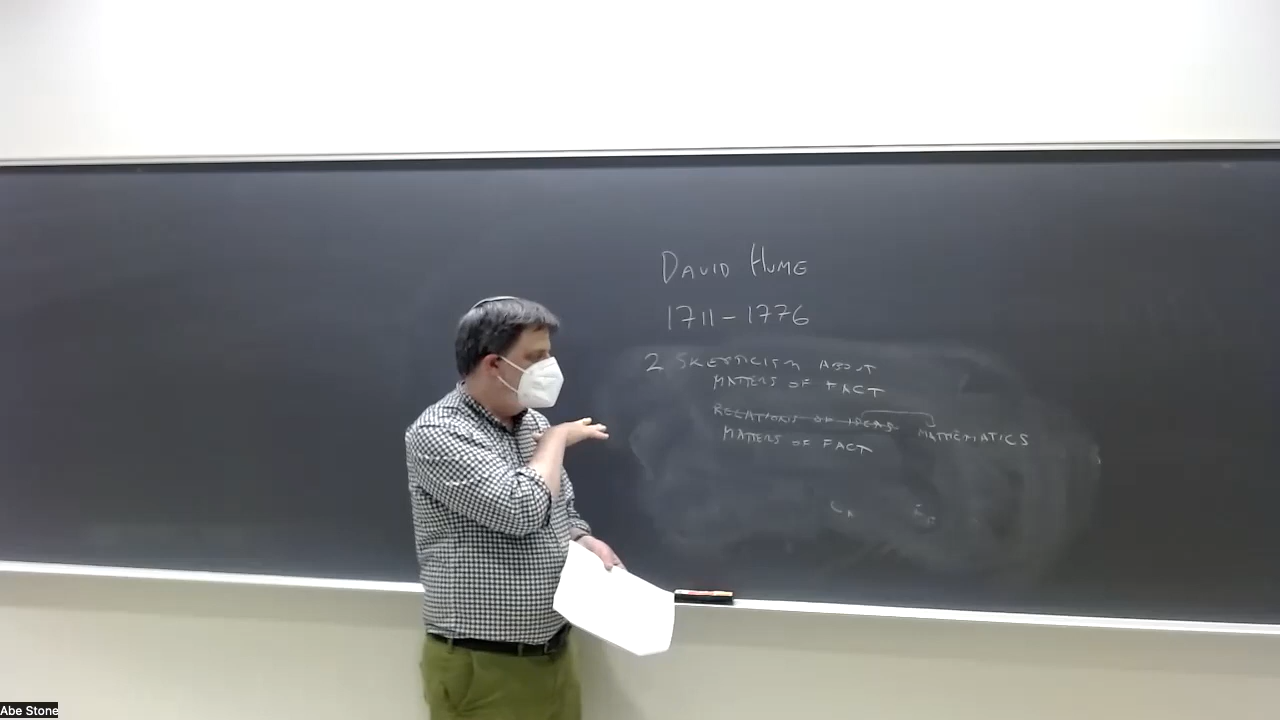 DAVID HUME
1711-1776
2 SKEPTICISM ABOUT
MATTERS OF FACT
RELATIONS OF IDEAS
MATTERS OF FACT MATHEMATICS
Abe Stone